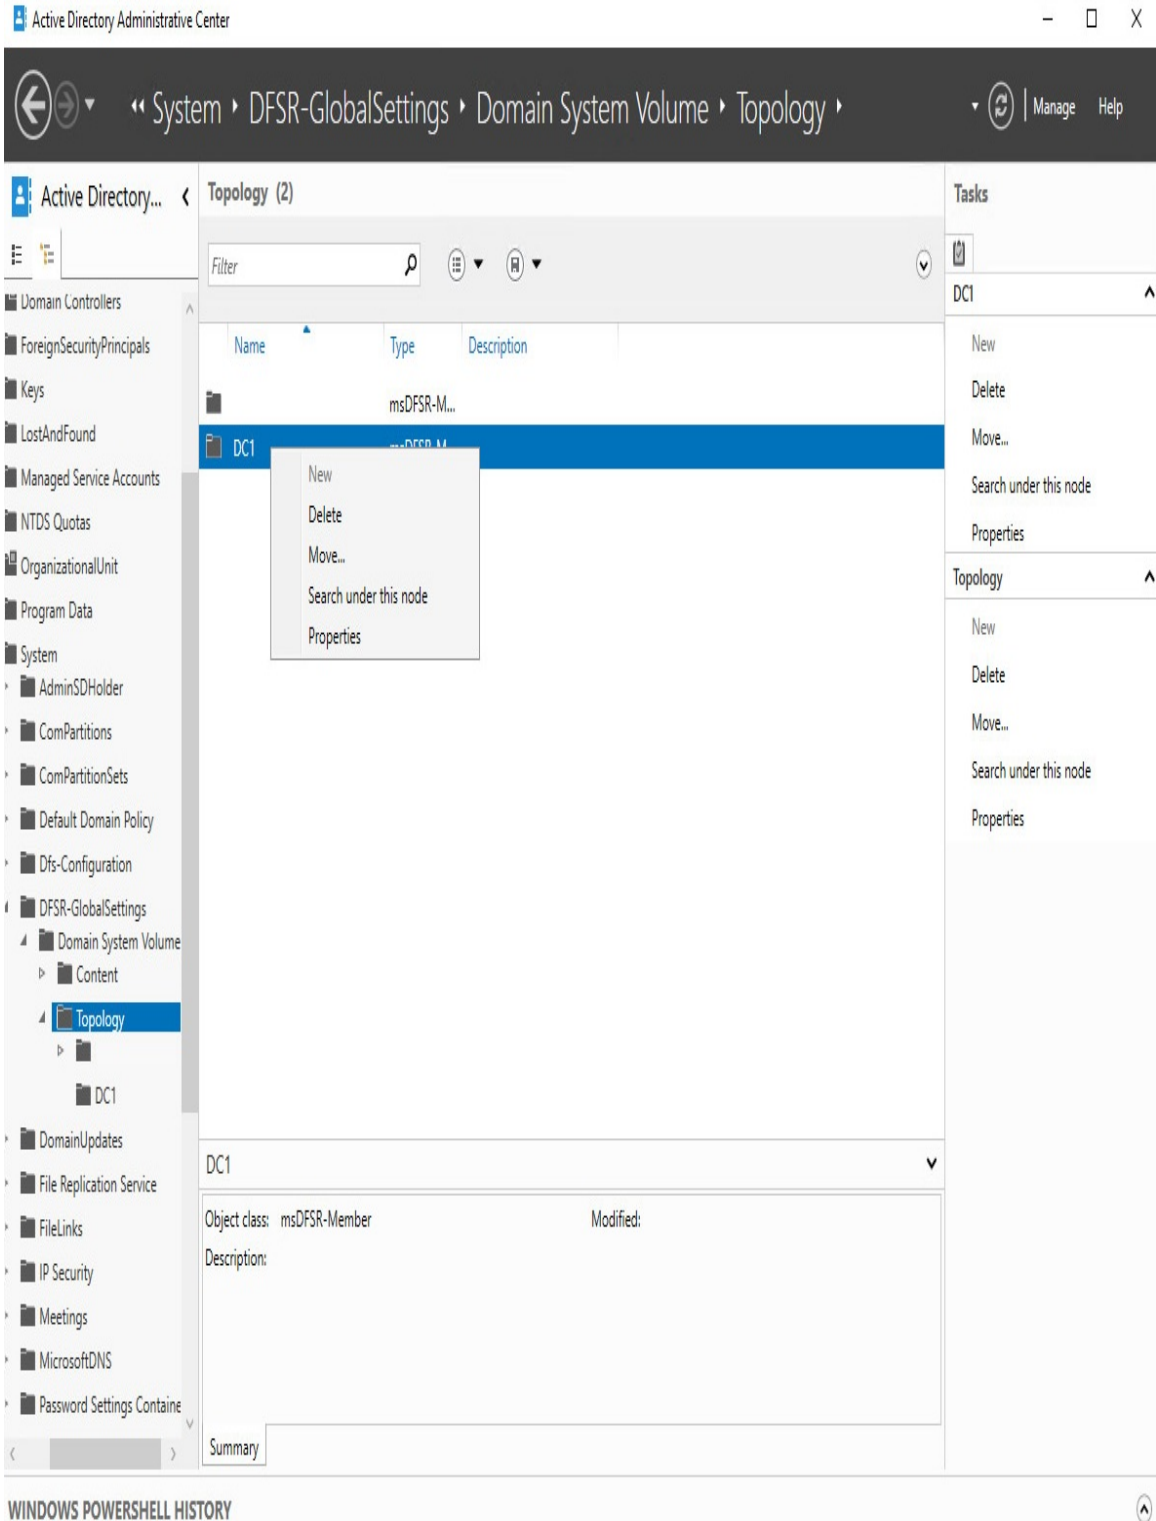 Active Directory Administrative Center
System DFSR-GlobalSettings Domain System Volume Topology
Manage Help
Active Directory...
Domain Controllers
ForeignSecurityPrincipals
Keys
LostAndFound
Managed Service Accounts
NTDS Quotas
OrganizationalUnit
Program Data
System
AdminSDHolder
ComPartitions
ComPartitionSets
Default Domain Policy
Dfs-Configuration
DFSR-GlobalSettings
Domain System Volume
Content
Topology
DC1
DomainUpdates
File Replication Service
FileLinks
IP Security
Meetings
MicrosoftDNS
Password Settings Containe
Topology (2)
Filter
Name Type Description
msDFSR-M...
DC1
New
Delete
Move...
Search under this node
Properties
DC1
Object class: msDFSR-Member Modified:
Description:
Summary
Tasks
DC1
New
Delete
Move...
Search under this node
Properties
Topology
New
Delete
Move...
Search under this node
Properties
WINDOWS POWERSHELL HISTORY